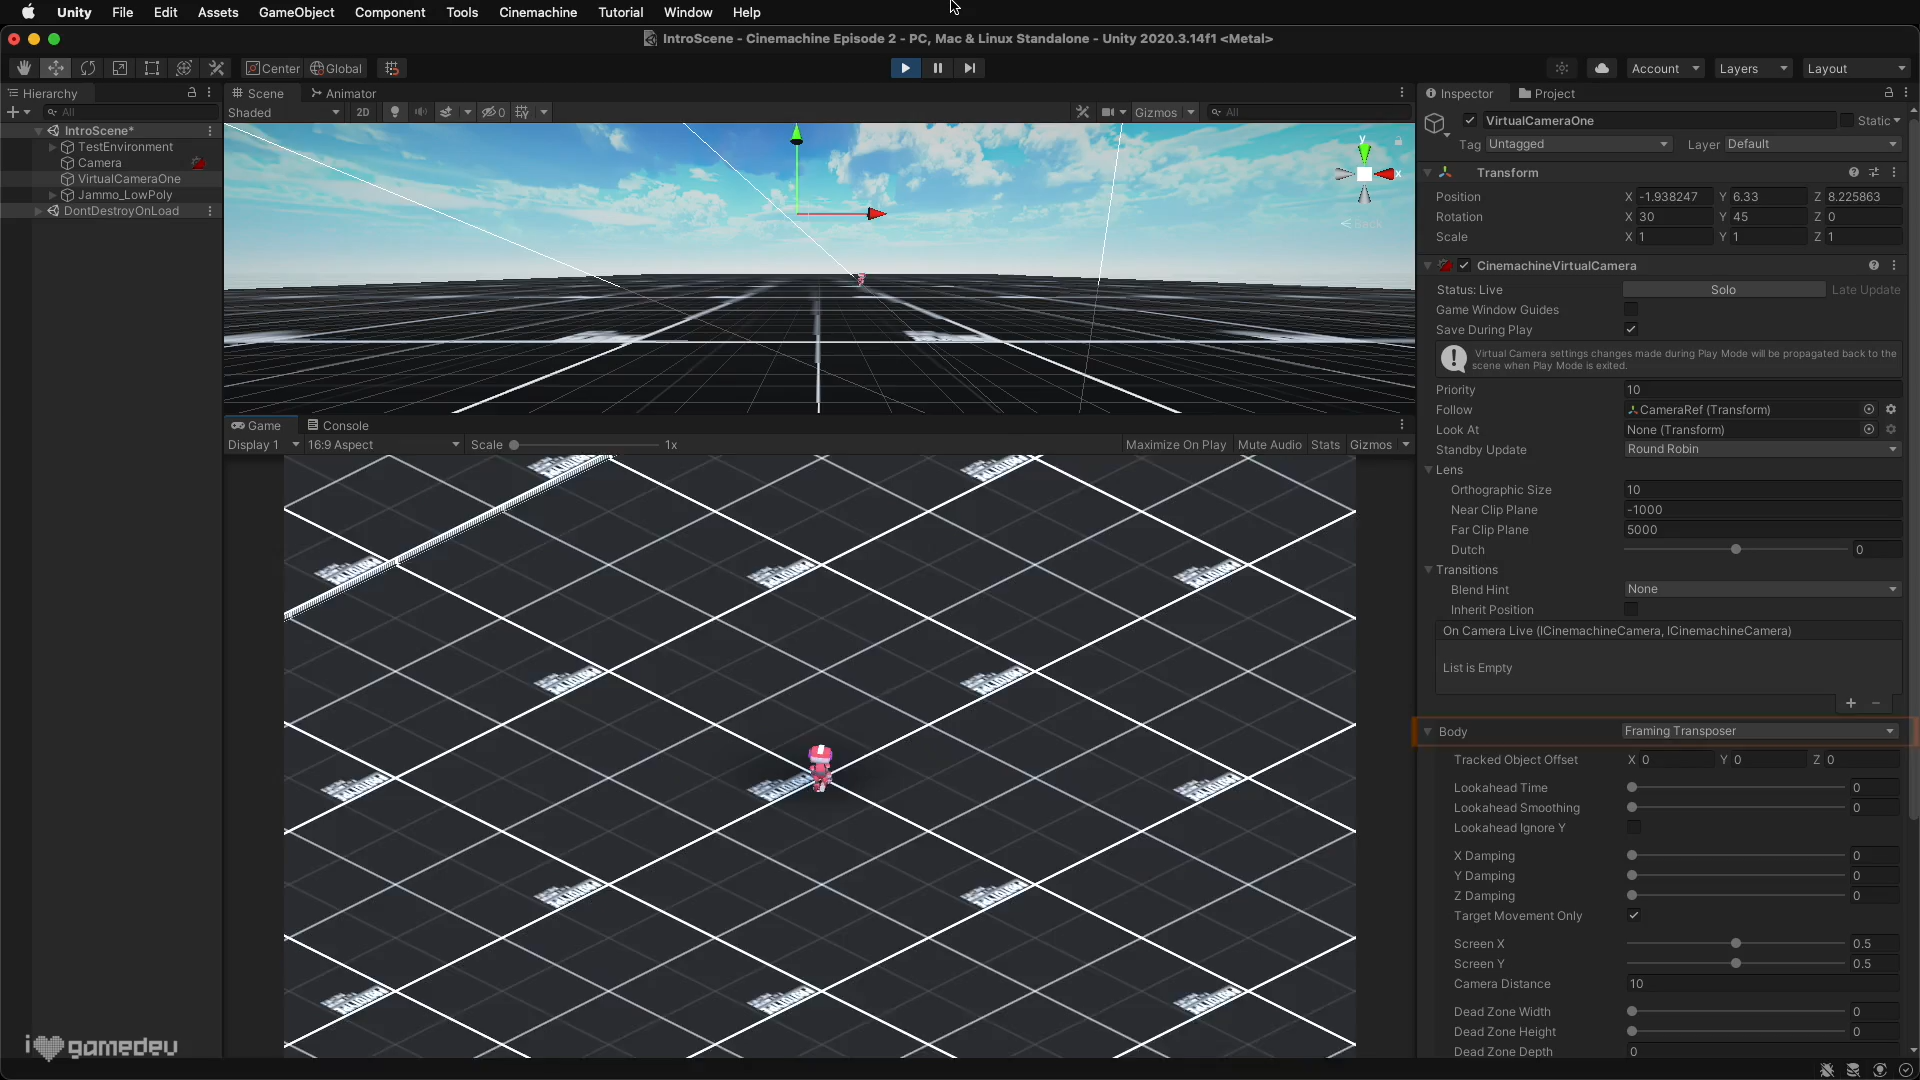 Unity File Edit Assets GameObject Component Tools Cinemachine Tutorial Window Help
IntroScene - Cinemachine Episode 2 - PC, Mac & Linux Standalone - Unity 2020.3.14f1 <Metal>
Center Global Account Layers Layout
Hierarchy
All
IntroScene*
TestEnvironment
Camera
VirtualCameraOne
Jammo_LowPoly
DontDestroyOnLoad
Scene Animator
Shaded 2D 0 Gizmos All
y
x
Back
Game Console
Display 1 16:9 Aspect Scale 1x Maximize On Play Mute Audio Stats Gizmos
i gamedev
Inspector Project
VirtualCameraOne Static
Tag Untagged Layer Default
Transform
Position X -1.938247 Y 6.33 Z 8.225863
Rotation X 30 Y 45 Z 0
Scale X 1 Y 1 Z 1
CinemachineVirtualCamera
Status: Live Solo Late Update
Game Window Guides
Save During Play
Virtual Camera settings changes made during Play Mode will be propagated back to the
scene when Play Mode is exited.
Priority 10
Follow CameraRef (Transform)
Look At None (Transform)
Standby Update Round Robin
Lens
Orthographic Size 10
Near Clip Plane -1000
Far Clip Plane 5000
Dutch 0
Transitions
Blend Hint None
Inherit Position
On Camera Live (ICinemachineCamera, ICinemachineCamera)
List is Empty
Body Framing Transposer
Tracked Object Offset X 0 Y 0 Z 0
Lookahead Time 0
Lookahead Smoothing 0
Lookahead Ignore Y
X Damping 0
Y Damping 0
Z Damping 0
Target Movement Only
Screen X 0.5
Screen Y 0.5
Camera Distance 10
Dead Zone Width 0
Dead Zone Height 0
Dead Zone Depth 0